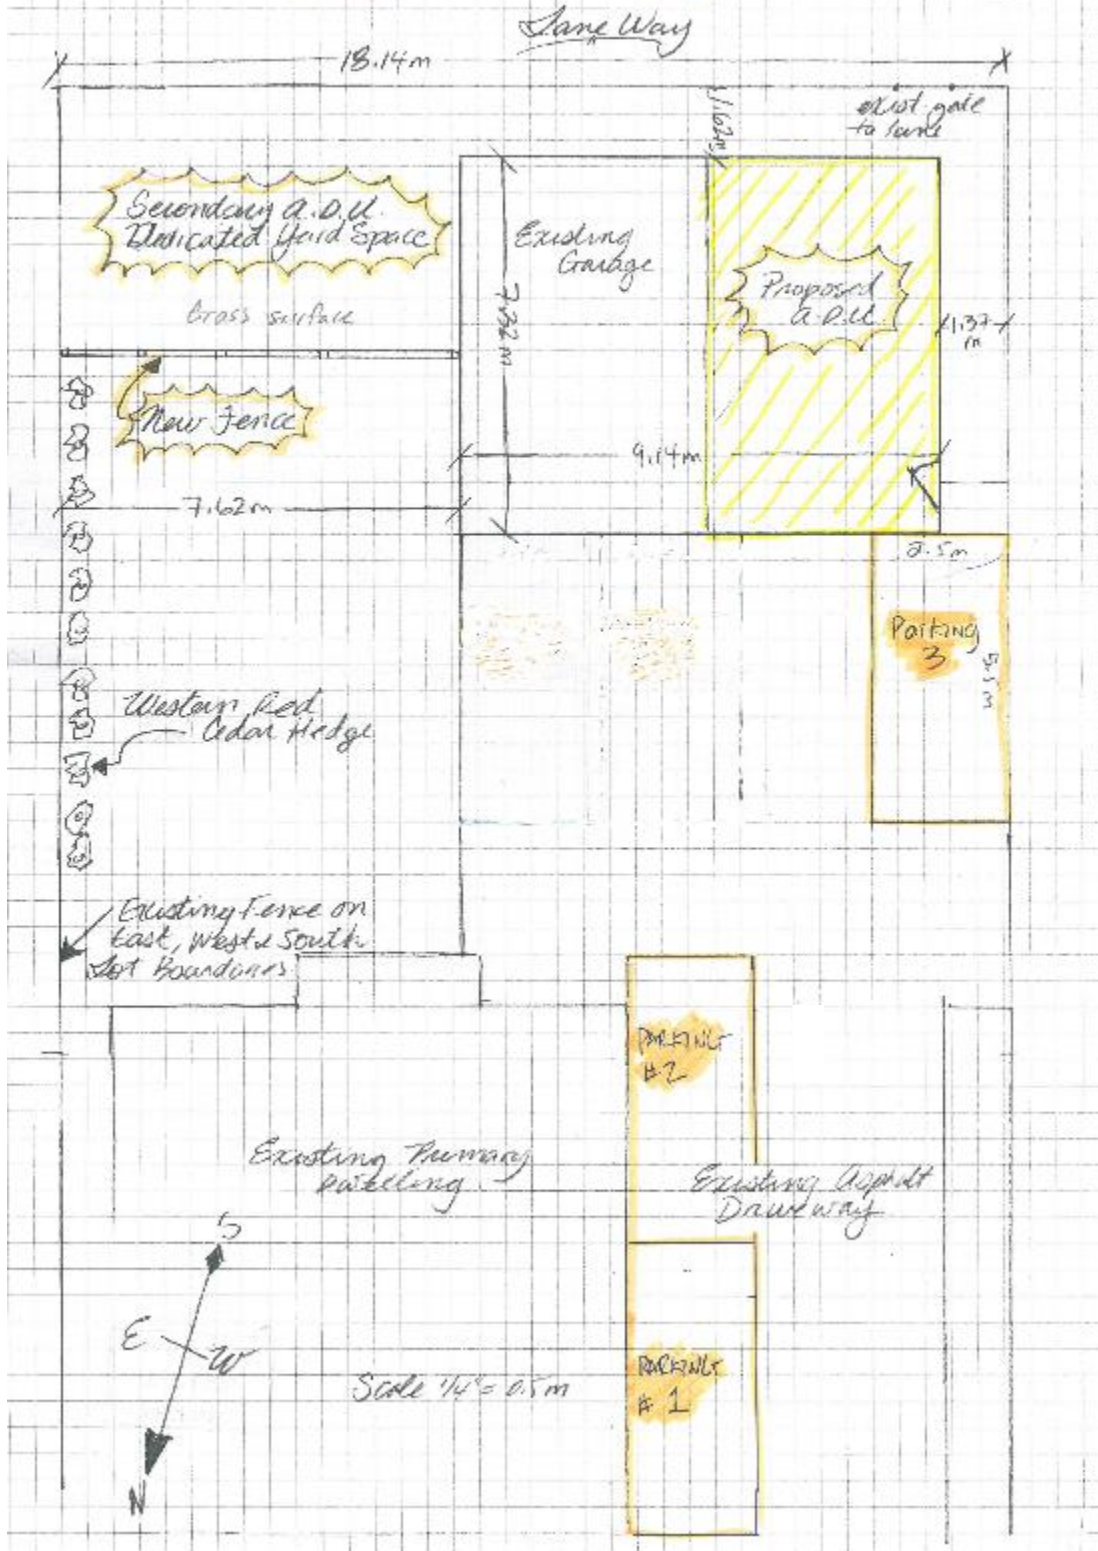 Lane Way
18.14m
exist gate
to lane
1.62m
Secondary A.D.U.
Dedicated Yard Space
Existing
Garage
Proposed
A.D.U.
Grass surface
7.32m
1.37
m
New Fence
9.14m
7.62m
2.5m
Parking
3
5.5m
Western Red
Cedar Hedge
Existing Fence on
East, West & South
Lot Boundaries
PARKING
#2
Existing Primary
Dwelling
Existing Asphalt
Driveway
S
E
W
N
Scale 1/4" = 0.5m
PARKING
# 1